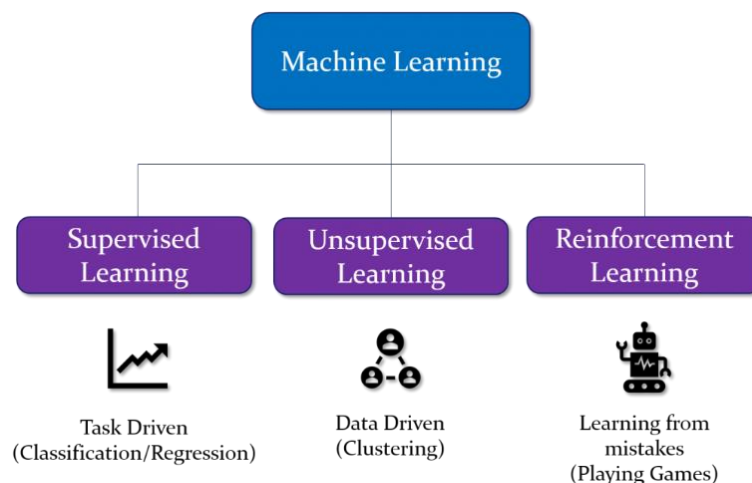 Machine Learning
Supervised
Learning
Unsupervised
Learning
Reinforcement
Learning
Task Driven
(Classification/Regression)
Data Driven
(Clustering)
Learning from
mistakes
(Playing Games)